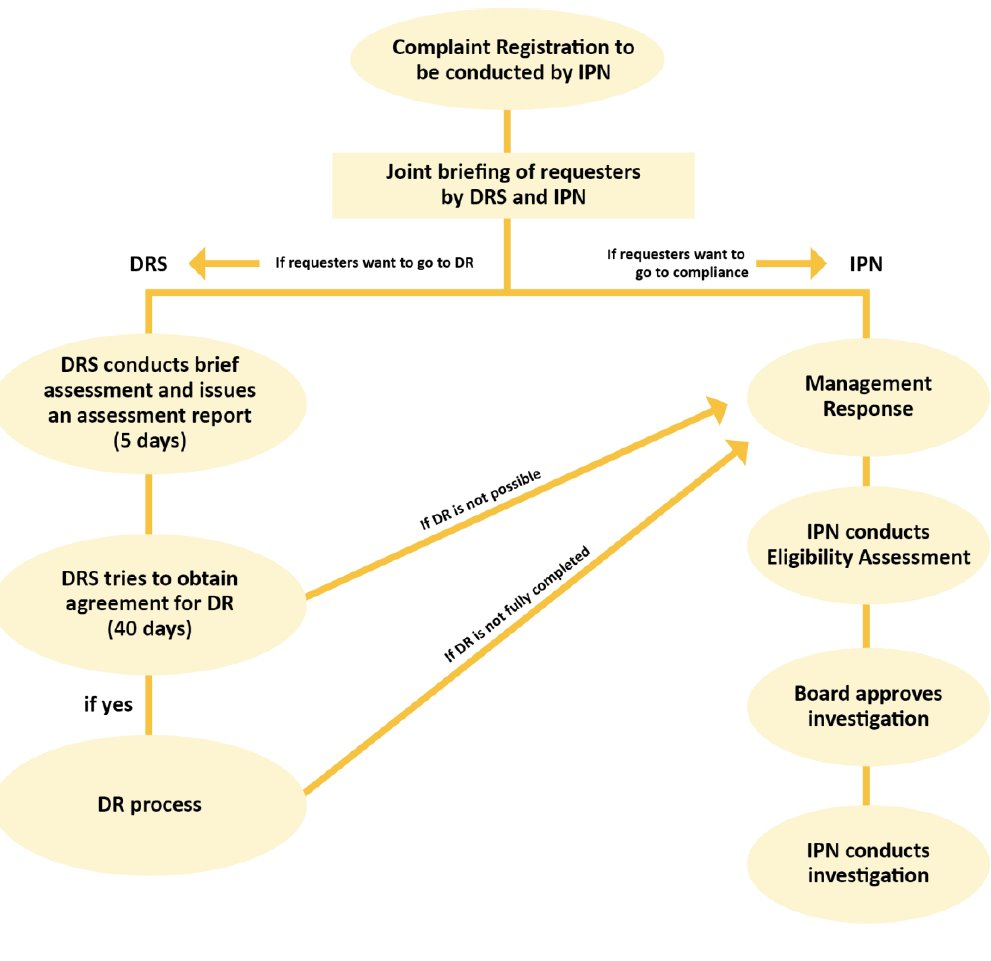 Complaint Registration to
be conducted by IPN
Joint briefing of requesters
by DRS and IPN
DRS
If requesters want to go to DR
If requesters want to
go to compliance
IPN
DRS conducts brief
assessment and issues
an assessment report
(5 days)
Management
Response
If DR is not possible
IPN conducts
Eligibility Assessment
DRS tries to obtain
agreement for DR
(40 days)
If DR is not fully completed
if yes
Board approves
investigation
DR process
IPN conducts
investigation